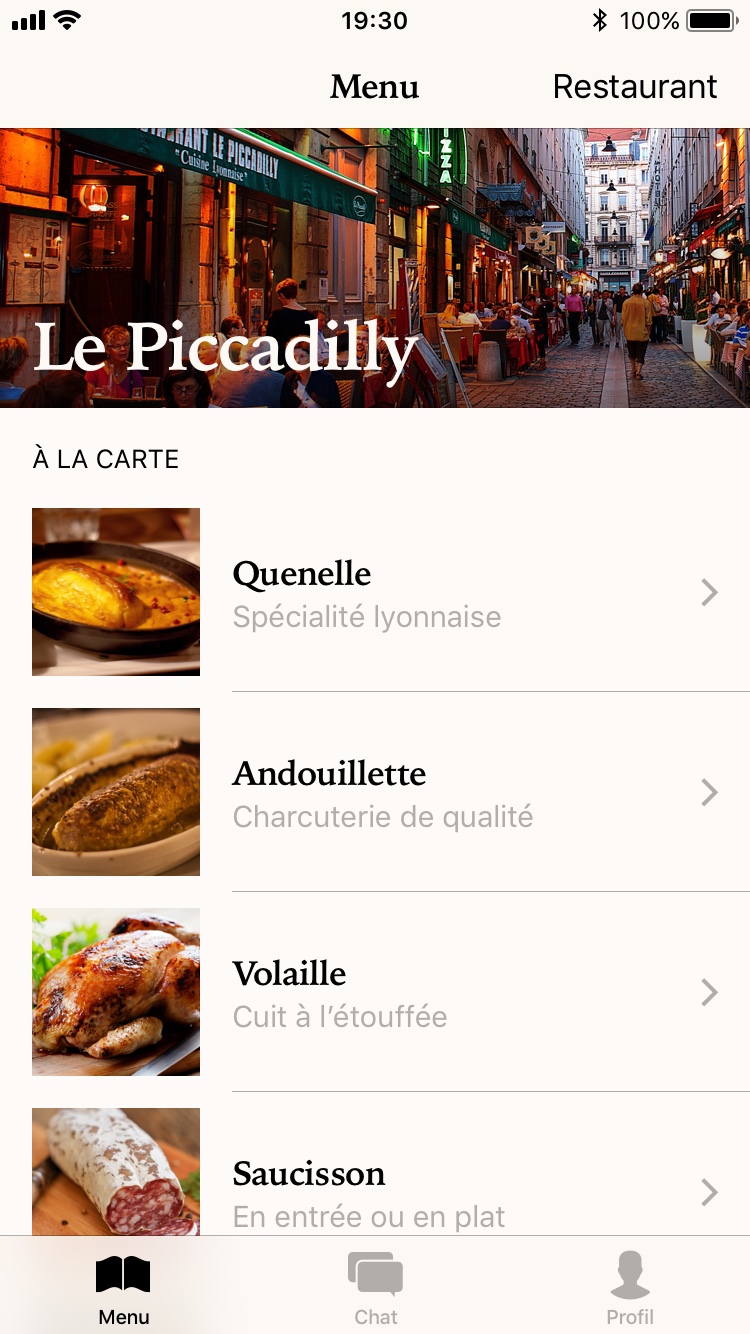 19:30
100%
Menu
Restaurant
RESTAURANT LE PICCADILLY
"Cuisine Lyonnaise"
IZZA
Le Piccadilly
À LA CARTE
Quenelle
Spécialité lyonnaise
Andouillette
Charcuterie de qualité
Volaille
Cuit à l’étouffée
Saucisson
En entrée ou en plat
Menu
Chat
Profil